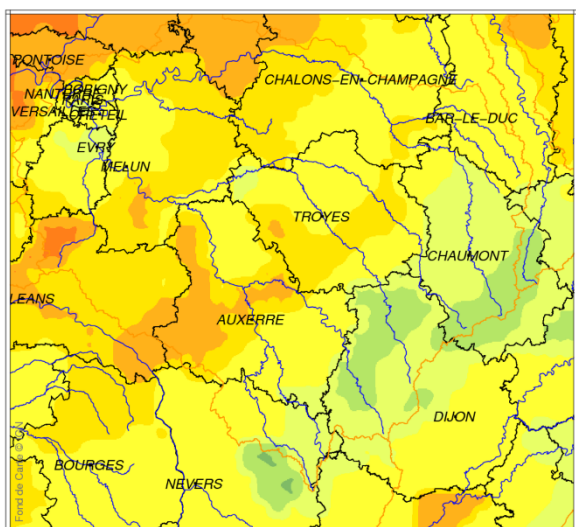 PONTOISE
CHALONS-EN-CHAMPAGNE
BOBIGNY
NANTERRE
PARIS
VERSAILLES
CRETEIL
BAR-LE-DUC
EVRY
MELUN
TROYES
CHAUMONT
LEANS
AUXERRE
DIJON
BOURGES
NEVERS
Fond de Carte © IGN